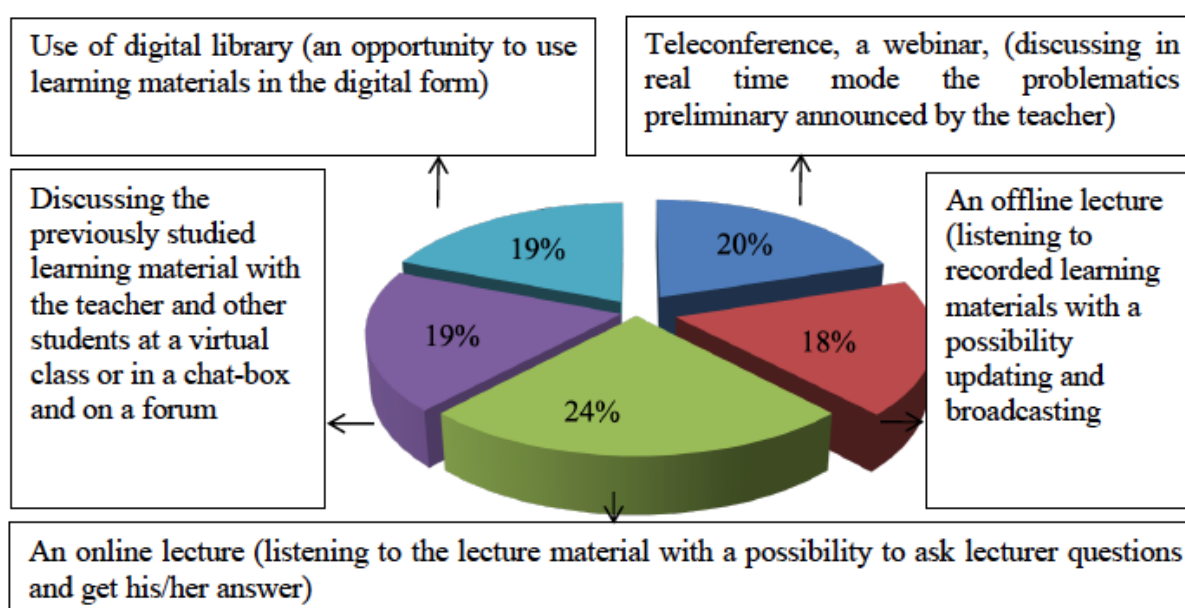 Use of digital library (an opportunity to use
learning materials in the digital form)
Teleconference, a webinar, (discussing in
real time mode the problematics
preliminary announced by the teacher)
Discussing the
previously studied
learning material with
the teacher and other
students at a virtual
class or in a chat-box
and on a forum
19%
20%
19%
18%
24%
An offline lecture
(listening to
recorded learning
materials with a
possibility
updating and
broadcasting
An online lecture (listening to the lecture material with a possibility to ask lecturer questions
and get his/her answer)